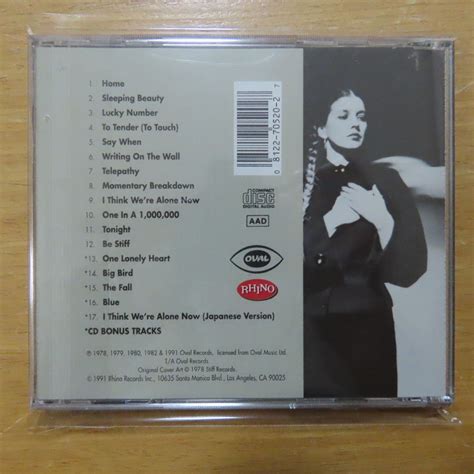 1. Home
2. Sleeping Beauty
3. Lucky Number
4. To Tender (To Touch)
5. Say When
6. Writing On The Wall
7. Telepathy
8. Momentary Breakdown
9. I Think We're Alone Now
10. One In A 1,000,000
11. Tonight
12. Be Stiff
*13. One Lonely Heart
*14. Big Bird
*15. The Fall
*16. Blue
*17. I Think We're Alone Now (Japanese Version)
*CD BONUS TRACKS
℗ 1978, 1979, 1980, 1982 & 1991 Oval Records, licensed from Oval Music Ltd.
T/A Oval Records.
Original Cover Art © 1978 Stiff Records.
© 1991 Rhino Records Inc., 10635 Santa Monica Blvd., Los Angeles, CA 90025
0 81227-0520-2 7
COMPACT
disc
DIGITAL AUDIO
AAD
OVAL
RHINO